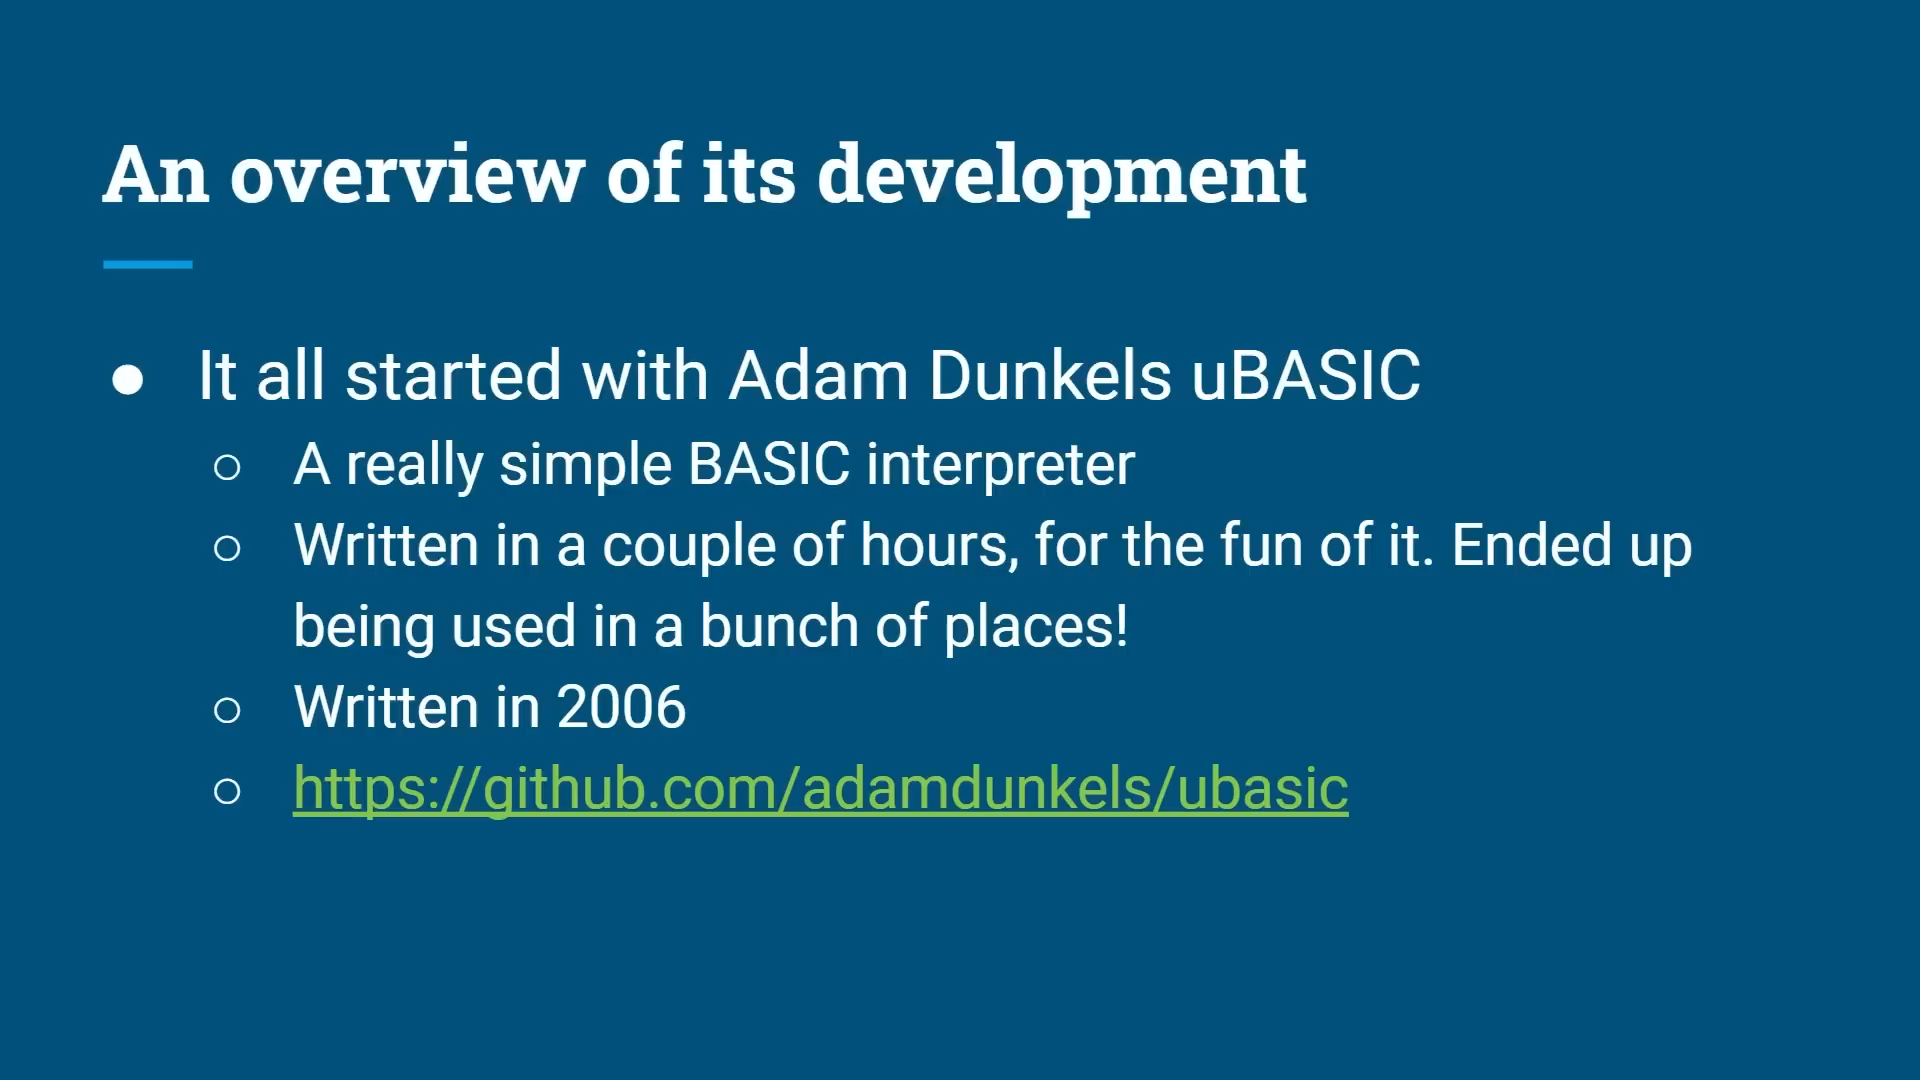 An overview of its development
● It all started with Adam Dunkels uBASIC
○ A really simple BASIC interpreter
○ Written in a couple of hours, for the fun of it. Ended up
being used in a bunch of places!
○ Written in 2006
○ https://github.com/adamdunkels/ubasic